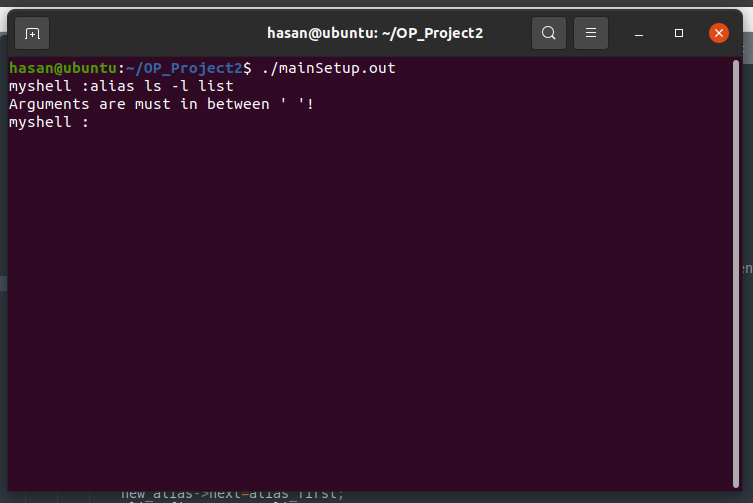 hasan@ubuntu: ~/OP_Project2
hasan@ubuntu:~/OP_Project2$ ./mainSetup.out
myshell :alias ls -l list
Arguments are must in between ' '!
myshell :
en
new_alias->next=alias_first;